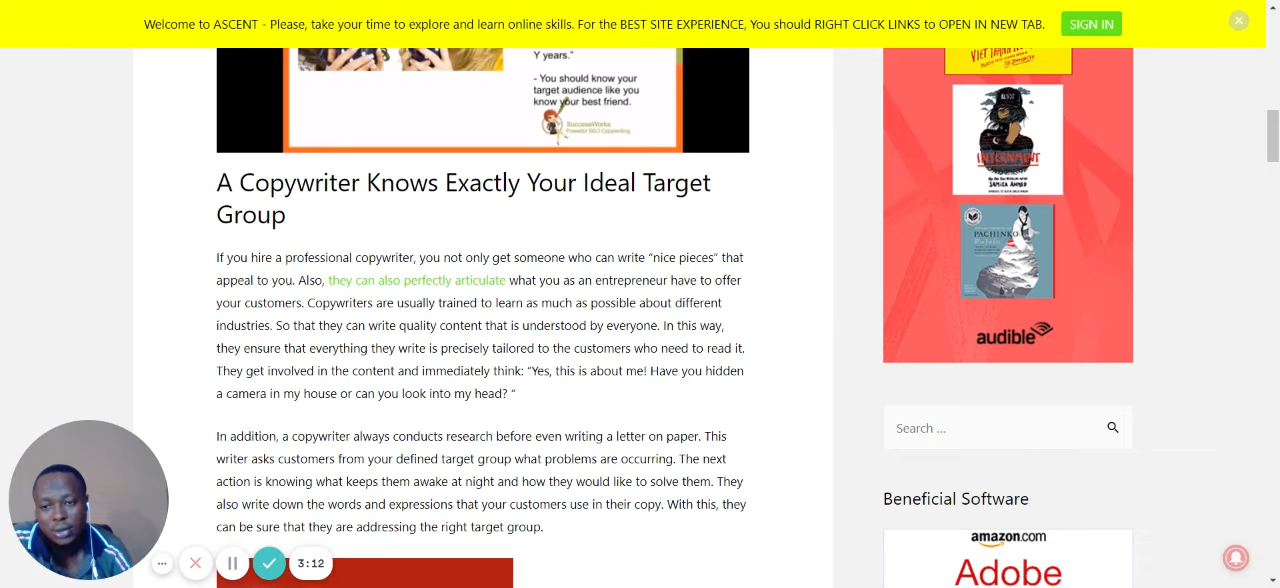 Welcome to ASCENT - Please, take your time to explore and learn online skills. For the BEST SITE EXPERIENCE, You should RIGHT CLICK LINKS to OPEN IN NEW TAB.
SIGN IN
Y years."
- You should know your
target audience like you
know your best friend.
SuccessWorks
Powerful SEO Copywriting
A Copywriter Knows Exactly Your Ideal Target
Group
If you hire a professional copywriter, you not only get someone who can write “nice pieces” that
appeal to you. Also, they can also perfectly articulate what you as an entrepreneur have to offer
your customers. Copywriters are usually trained to learn as much as possible about different
industries. So that they can write quality content that is understood by everyone. In this way,
they ensure that everything they write is precisely tailored to the customers who need to read it.
They get involved in the content and immediately think: “Yes, this is about me! Have you hidden
a camera in my house or can you look into my head? “
In addition, a copywriter always conducts research before even writing a letter on paper. This
writer asks customers from your defined target group what problems are occurring. The next
action is knowing what keeps them awake at night and how they would like to solve them. They
also write down the words and expressions that your customers use in their copy. With this, they
can be sure that they are addressing the right target group.
3:12
VIET THANH
INTERNMENT
SAMIRA AHMED
PACHINKO
audible
Search ...
Beneficial Software
amazon.com
Adobe